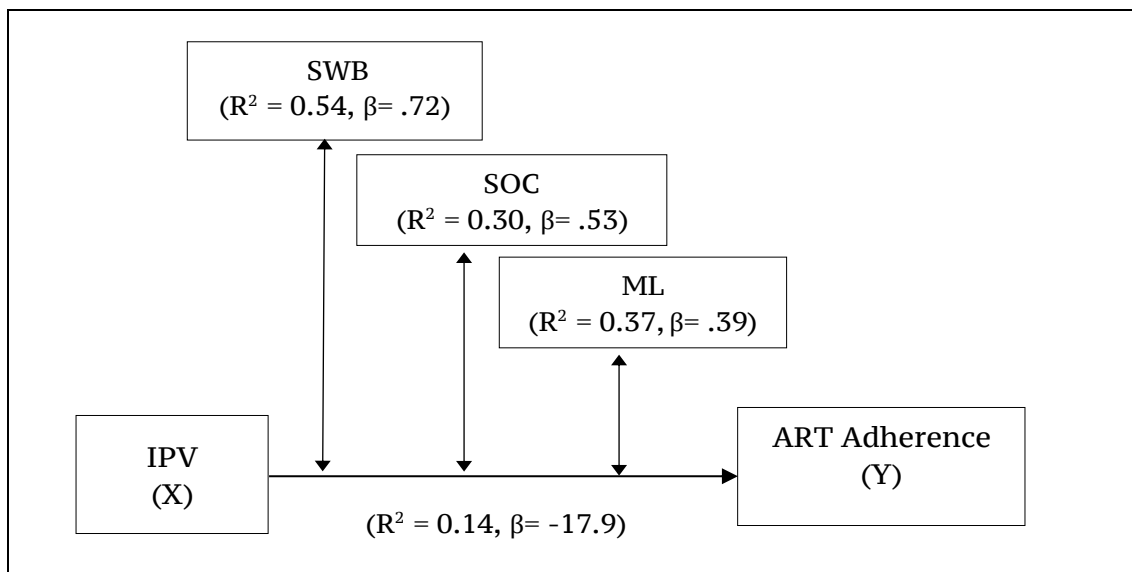 SWB
(R² = 0.54, β= .72)
SOC
(R² = 0.30, β= .53)
ML
(R² = 0.37, β= .39)
IPV
(X)
ART Adherence
(Y)
(R² = 0.14, β= -17.9)